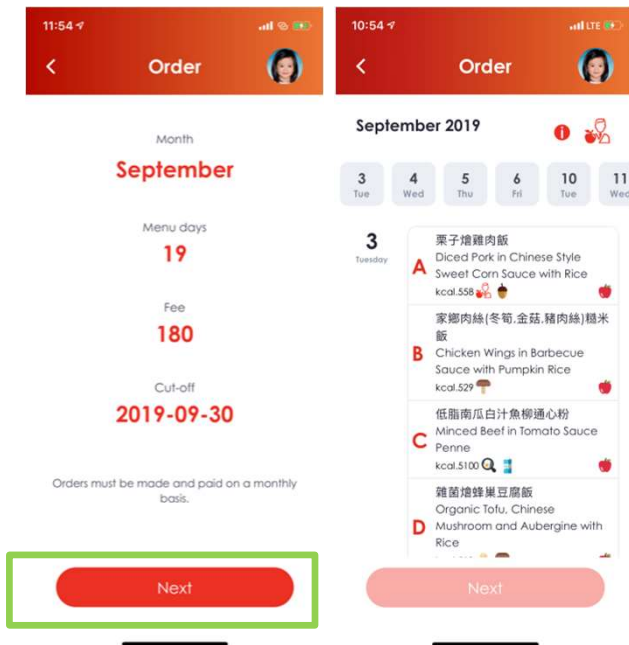 11:54
Order
Month
September
Menu days
19
Fee
180
Cut-off
2019-09-30
Orders must be made and paid on a monthly
basis.
Next
10:54
LTE
Order
September 2019
3
Tue
4
Wed
5
Thu
6
Fri
10
Tue
11
Wed
3
Tuesday
A
栗子燴雞肉飯
Diced Pork in Chinese Style
Sweet Corn Sauce with Rice
kcal.558
B
家鄉肉絲(冬筍.金菇.豬肉絲)糙米
飯
Chicken Wings in Barbecue
Sauce with Pumpkin Rice
kcal.529
C
低脂南瓜白汁魚柳通心粉
Minced Beef in Tomato Sauce
Penne
kcal.5100
D
雜菌燴蜂巢豆腐飯
Organic Tofu, Chinese
Mushroom and Aubergine with
Rice
Next